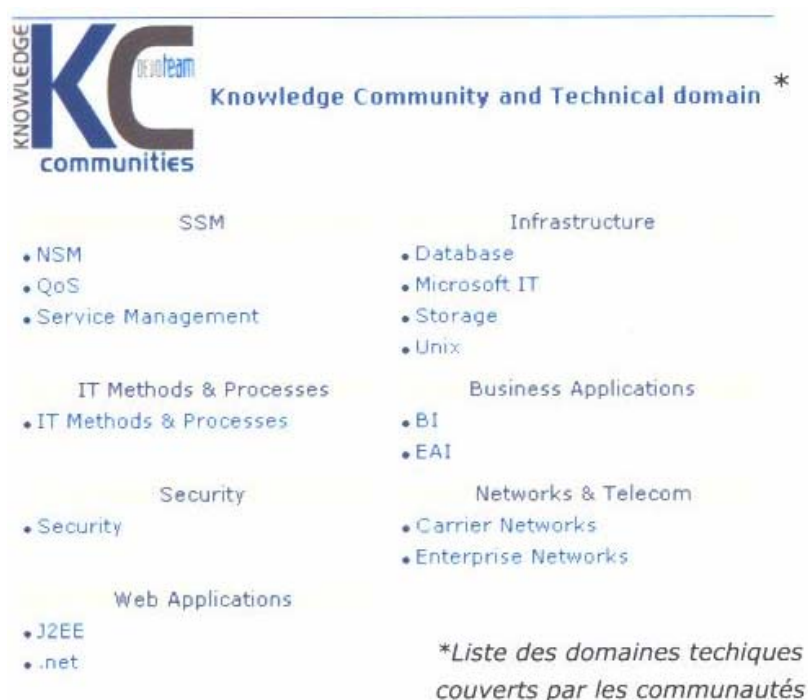 KNOWLEDGE
KC
team
communities
Knowledge Community and Technical domain *
SSM
• NSM
• QoS
• Service Management
Infrastructure
• Database
• Microsoft IT
• Storage
• Unix
IT Methods & Processes
• IT Methods & Processes
Business Applications
• BI
• EAI
Security
• Security
Networks & Telecom
• Carrier Networks
• Enterprise Networks
Web Applications
• J2EE
• .net
*Liste des domaines techiques
couverts par les communautés